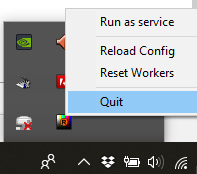 Run as service
Reload Config
Reset Workers
Quit